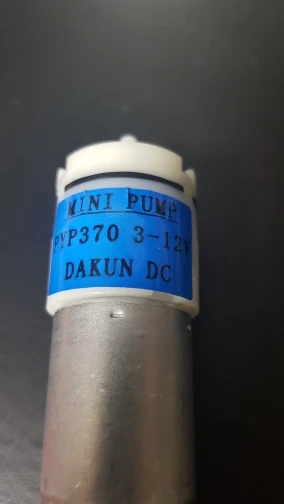 MINI PUMP
PYP370 3-12V
DAKUN DC